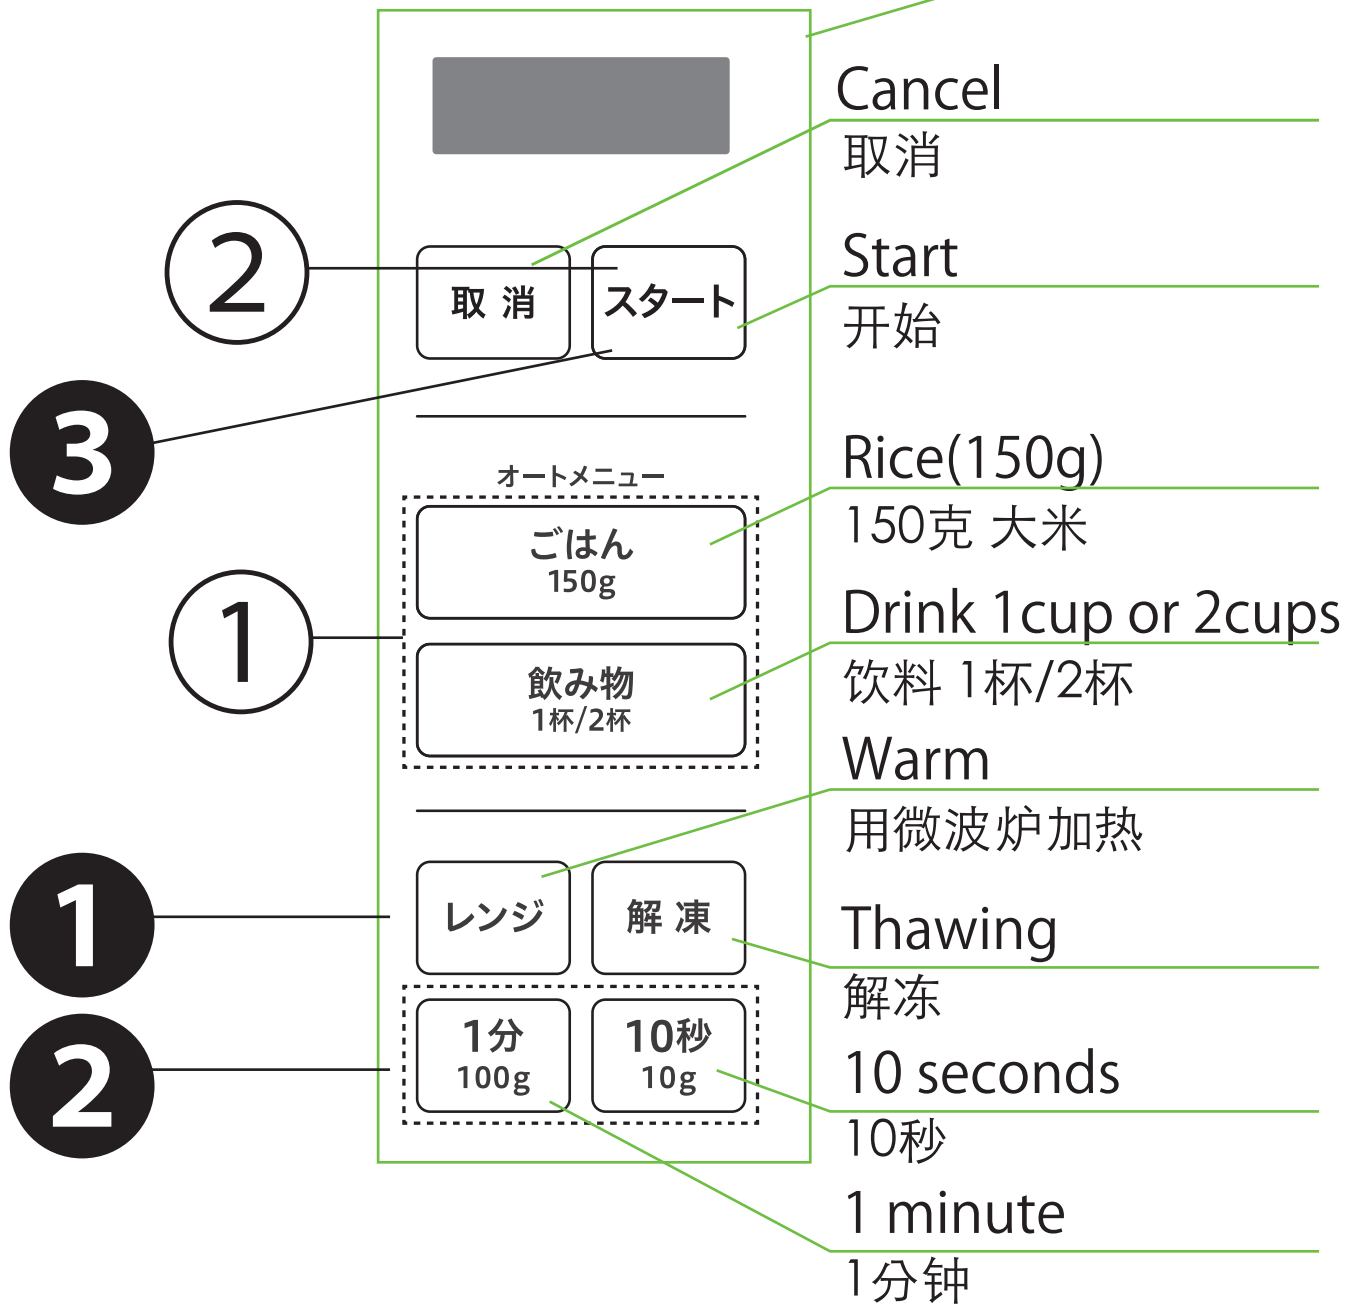 Cancel
取消
②
取消
スタート
Start
开始
❸
オートメニュー
Rice(150g)
150克 大米
ごはん
150g
①
Drink 1cup or 2cups
饮料 1杯/2杯
飲み物
1杯/2杯
Warm
用微波炉加热
❶
レンジ
解凍
Thawing
解冻
❷
1分
100g
10秒
10g
10 seconds
10秒
1 minute
1分钟